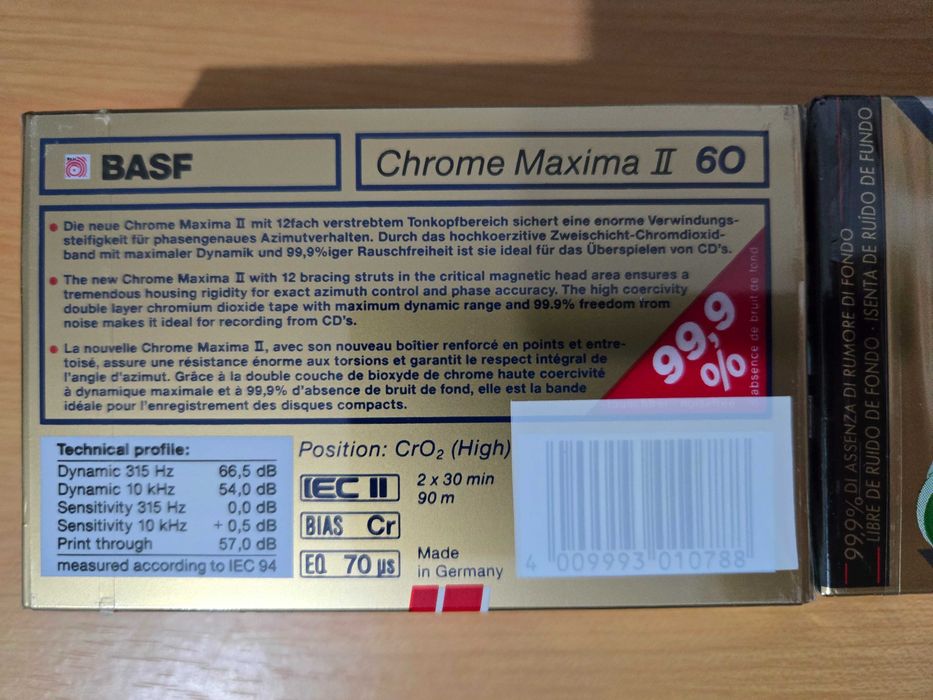 BASF
Chrome Maxima II 60
• Die neue Chrome Maxima II mit 12fach verstrebtem Tonkopfbereich sichert eine enorme Verwindungs-
steifigkeit für phasengenaues Azimutverhalten. Durch das hochkoerzitive Zweischicht-Chromdioxid-
band mit maximaler Dynamik und 99,9%iger Rauschfreiheit ist sie ideal für das Überspielen von CD's.
• The new Chrome Maxima II with 12 bracing struts in the critical magnetic head area ensures a
tremendous housing rigidity for exact azimuth control and phase accuracy. The high coercivity
double layer chromium dioxide tape with maximum dynamic range and 99.9% freedom from
noise makes it ideal for recording from CD's.
• La nouvelle Chrome Maxima II, avec son nouveau boîtier renforcé en points et entre-
toisé, assure une résistance énorme aux torsions et garantit le respect intégral de
l'angle d'azimut. Grâce à la double couche de bioxyde de chrome haute coercivité
à dynamique maximale et à 99,9% d'absence de bruit de fond, elle est la bande
idéale pour l'enregistrement des disques compacts.
99,9
%
absence de bruit de fond
Technical profile:
Dynamic 315 Hz 66,5 dB
Dynamic 10 kHz 54,0 dB
Sensitivity 315 Hz 0,0 dB
Sensitivity 10 kHz + 0,5 dB
Print through 57,0 dB
measured according to IEC 94
Position: CrO₂ (High)
IEC II
2 x 30 min
90 m
BIAS Cr
EQ 70 µs
Made
in Germany
4 009993 010788
99,9% DI ASSENZA DI RUMORE DI FONDO
LIBRE DE RUIDO DE FONDO · ISENTA DE RUÍDO DE FUNDO